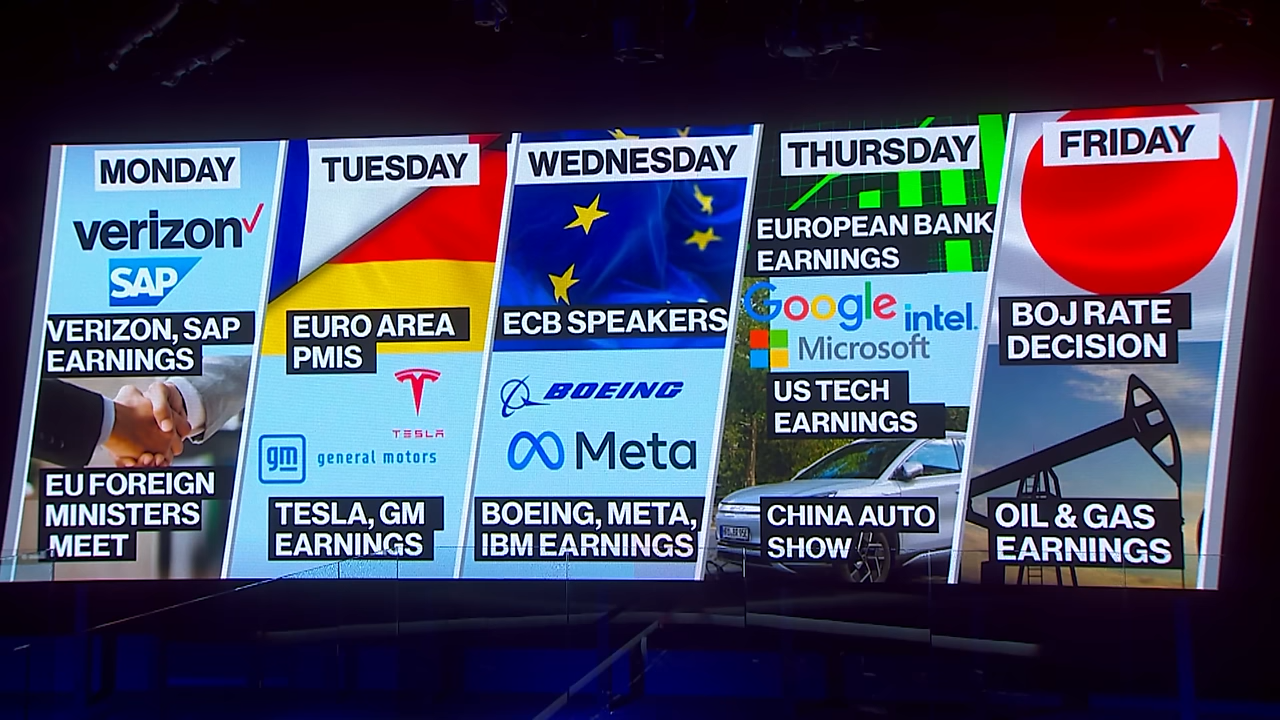 MONDAY
verizon
SAP
VERIZON, SAP
EARNINGS
EU FOREIGN
MINISTERS
MEET
TUESDAY
EURO AREA
PMIS
TESLA
gm general motors
TESLA, GM
EARNINGS
WEDNESDAY
ECB SPEAKERS
BOEING
Meta
BOEING, META,
IBM EARNINGS
THURSDAY
EUROPEAN BANK
EARNINGS
Google
intel.
Microsoft
US TECH
EARNINGS
CHINA AUTO
SHOW
FRIDAY
BOJ RATE
DECISION
OIL & GAS
EARNINGS